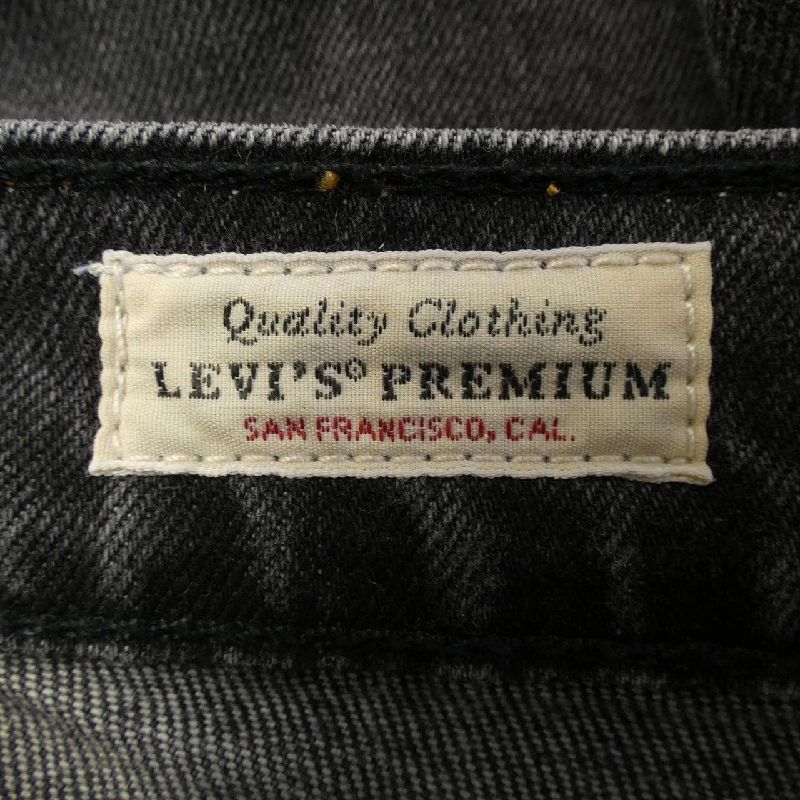 Quality Clothing
LEVI'S® PREMIUM
SAN FRANCISCO, CAL.